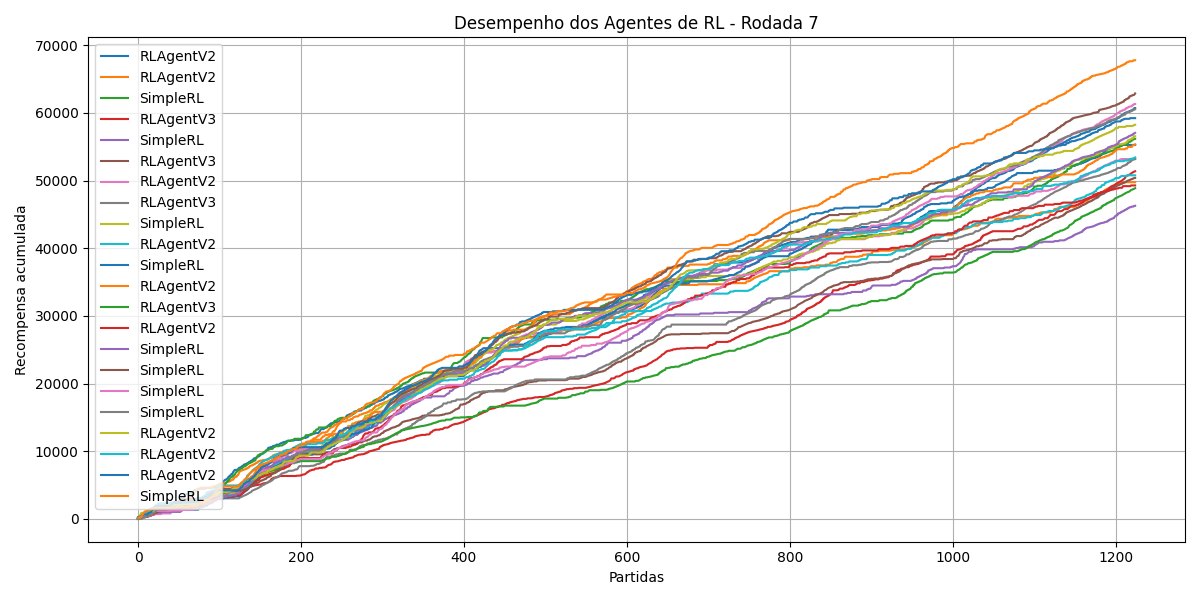 Desempenho dos Agentes de RL - Rodada 7
Recompensa acumulada
70000
60000
50000
40000
30000
20000
10000
0
RLAgentV2
RLAgentV2
SimpleRL
RLAgentV3
SimpleRL
RLAgentV3
RLAgentV2
RLAgentV3
SimpleRL
RLAgentV2
SimpleRL
RLAgentV2
RLAgentV3
RLAgentV2
SimpleRL
SimpleRL
SimpleRL
SimpleRL
RLAgentV2
RLAgentV2
RLAgentV2
SimpleRL
0 200 400 600 800 1000 1200
Partidas